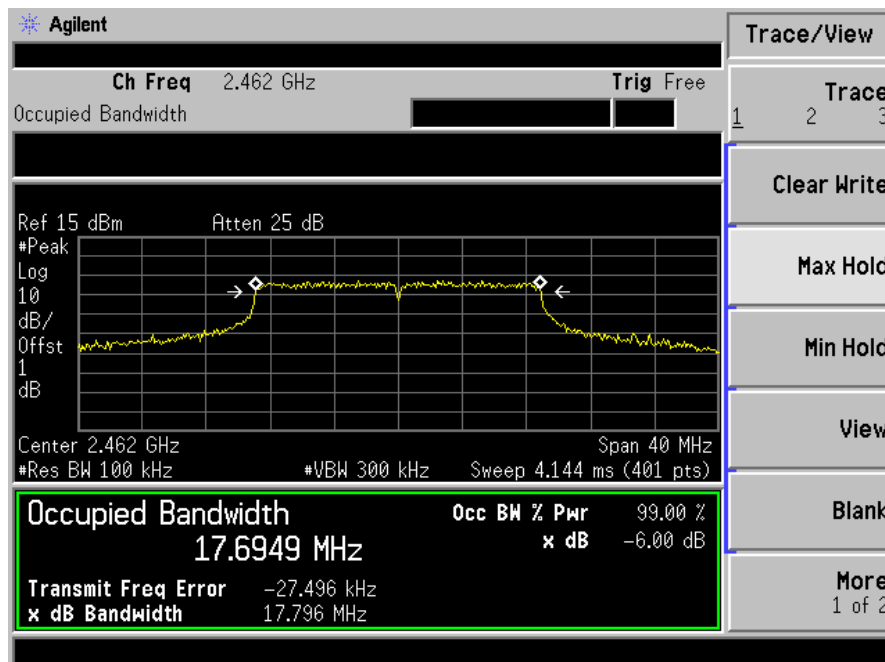 Agilent
Trace/View
Ch Freq 2.462 GHz Trig Free
Occupied Bandwidth
Trace
1 2 3
Clear Write
Max Hold
Min Hold
View
Blank
More
1 of 2
Ref 15 dBm Atten 25 dB
#Peak
Log
10
dB/
Offst
1
dB
Center 2.462 GHz Span 40 MHz
#Res BW 100 kHz #VBW 300 kHz Sweep 4.144 ms (401 pts)
Occupied Bandwidth
17.6949 MHz
Occ BW % Pwr 99.00 %
x dB -6.00 dB
Transmit Freq Error -27.496 kHz
x dB Bandwidth 17.796 MHz